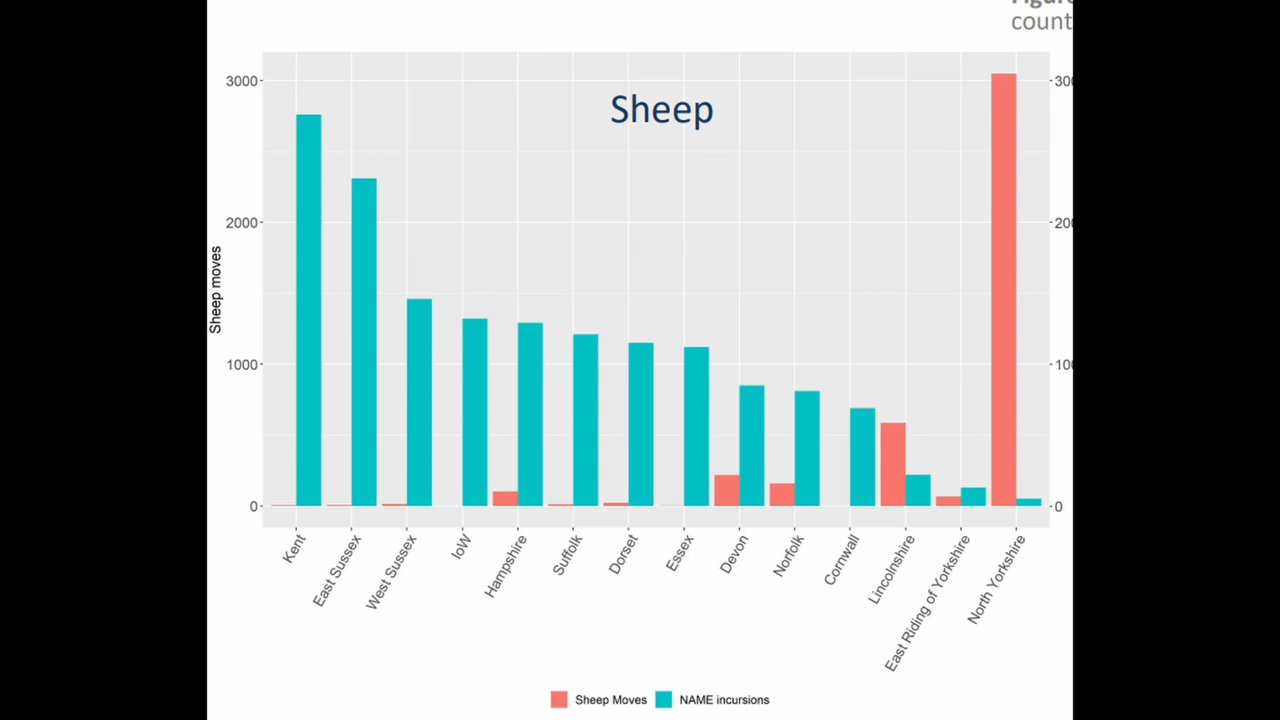 count
Sheep
3000
2000
1000
0
0
Sheep moves
Kent
East Sussex
West Sussex
IoW
Hampshire
Suffolk
Dorset
Essex
Devon
Norfolk
Cornwall
Lincolnshire
East Riding of Yorkshire
North Yorkshire
Sheep Moves NAME incursions